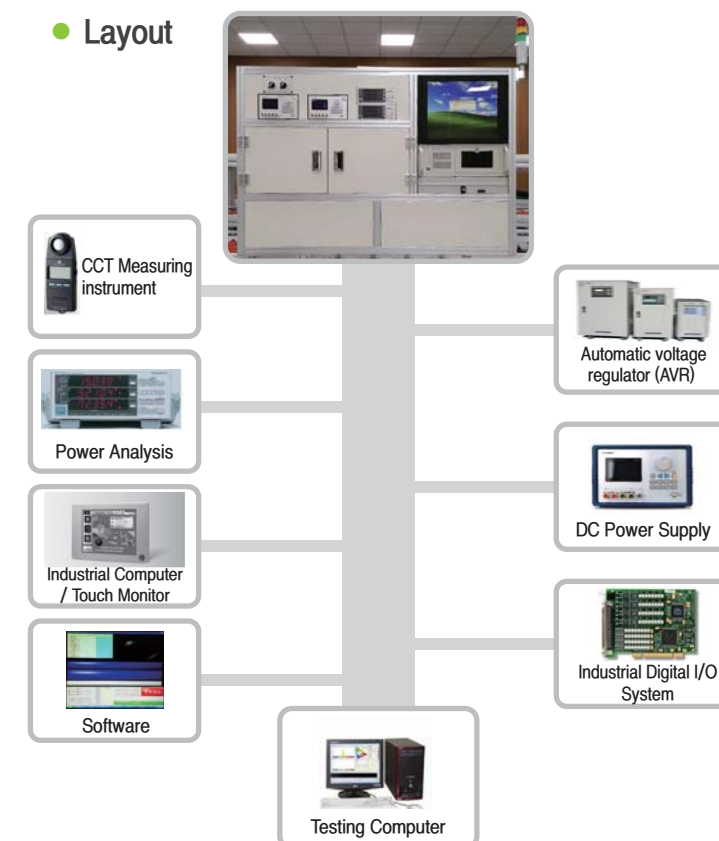 Layout
CCT Measuring
instrument
Power Analysis
Industrial Computer
/ Touch Monitor
Software
Automatic voltage
regulator (AVR)
DC Power Supply
Industrial Digital I/O
System
Testing Computer